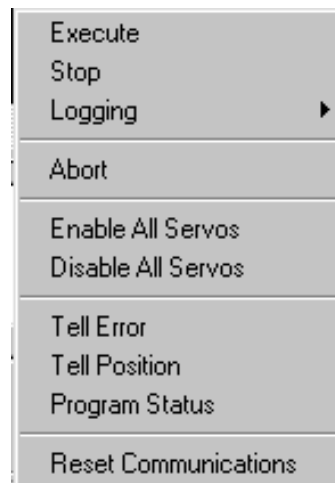 Execute
Stop
Logging
Abort
Enable All Servos
Disable All Servos
Tell Error
Tell Position
Program Status
Reset Communications